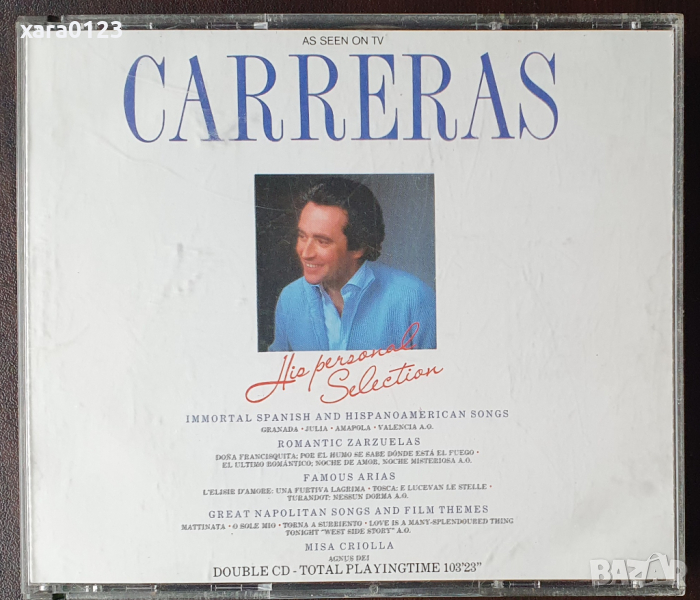 xara0123
AS SEEN ON TV
CARRERAS
His personal
Selection
IMMORTAL SPANISH AND HISPANOAMERICAN SONGS
GRANADA · JULIA · AMAPOLA · VALENCIA A.O.
ROMANTIC ZARZUELAS
DOÑA FRANCISQUITA; POR EL HUMO SE SABE DÓNDE ESTÁ EL FUEGO ·
EL ULTIMO ROMÁNTICO; NOCHE DE AMOR, NOCHE MISTERIOSA A.O.
FAMOUS ARIAS
L'ELISIR D'AMORE: UNA FURTIVA LAGRIMA · TOSCA: E LUCEVAN LE STELLE ·
TURANDOT: NESSUN DORMA A.O.
GREAT NAPOLITAN SONGS AND FILM THEMES
MATTINATA · O SOLE MIO · TORNA A SURRIENTO · LOVE IS A MANY-SPLENDOURED THING
TONIGHT "WEST SIDE STORY" A.O.
MISA CRIOLLA
AGNUS DEI
DOUBLE CD - TOTAL PLAYINGTIME 103'23"
BAZAR